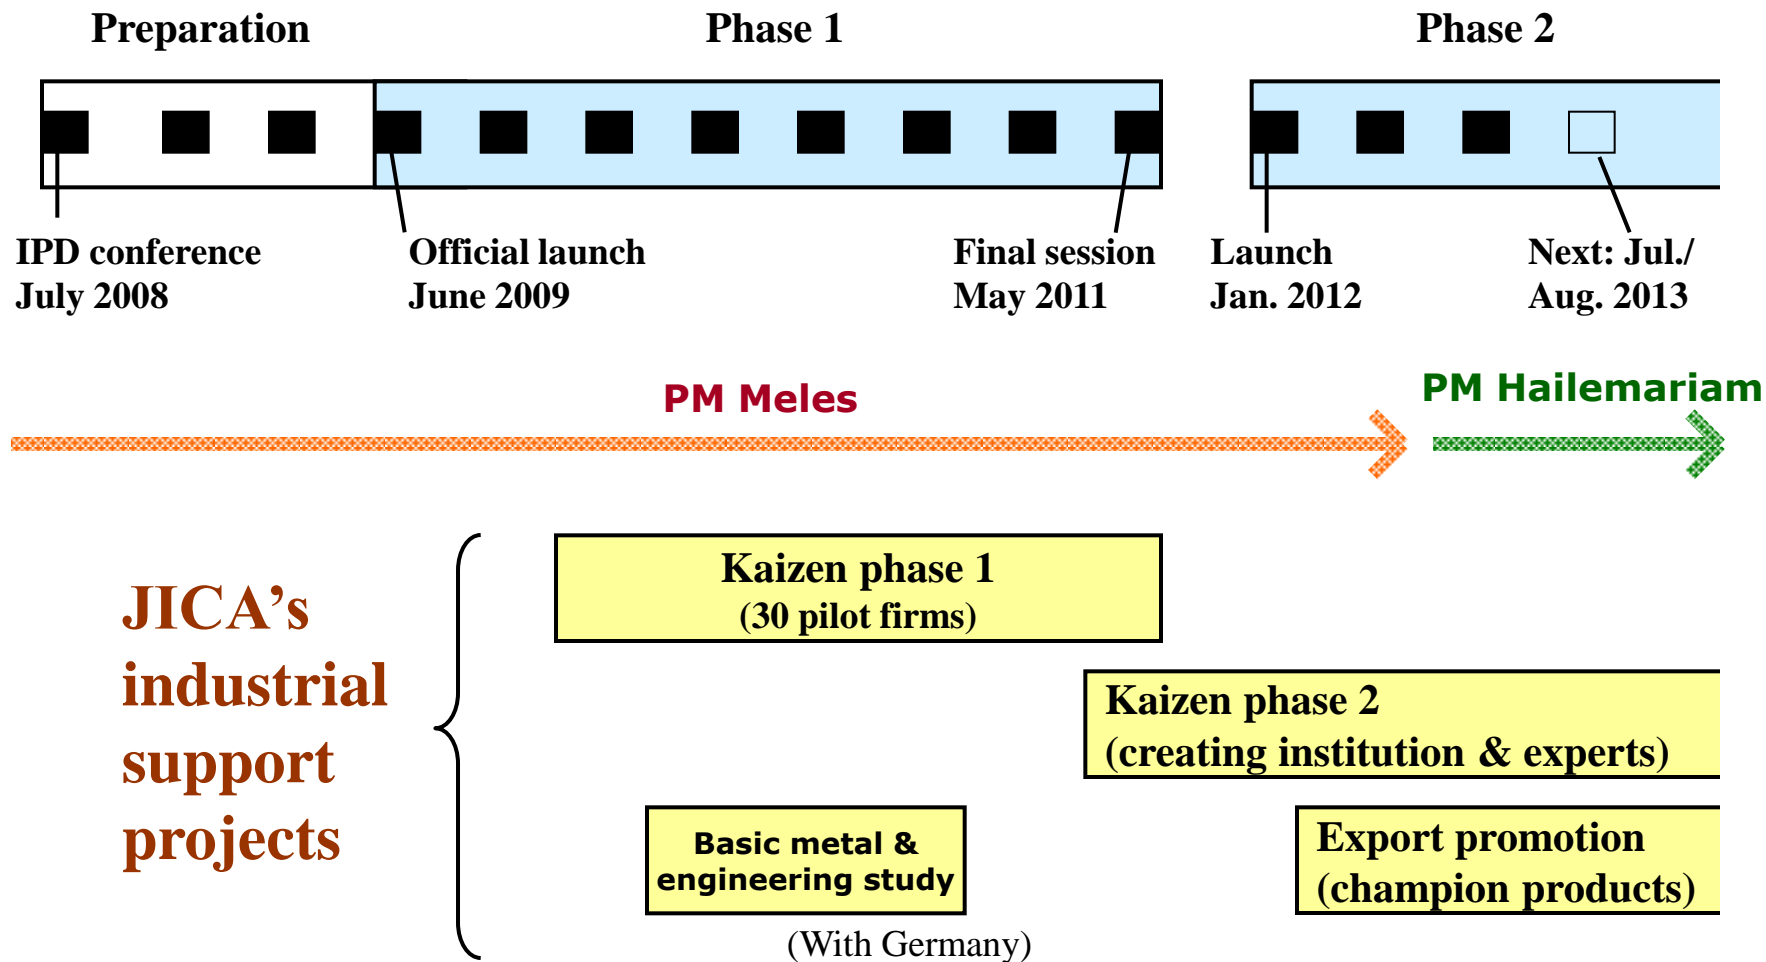 Preparation
Phase 1
Phase 2
IPD conference
July 2008
Official launch
June 2009
Final session
May 2011
Launch
Jan. 2012
Next: Jul./
Aug. 2013
PM Meles
PM Hailemariam
JICA’s
industrial
support
projects
Kaizen phase 1
(30 pilot firms)
Kaizen phase 2
(creating institution & experts)
Basic metal &
engineering study
(With Germany)
Export promotion
(champion products)